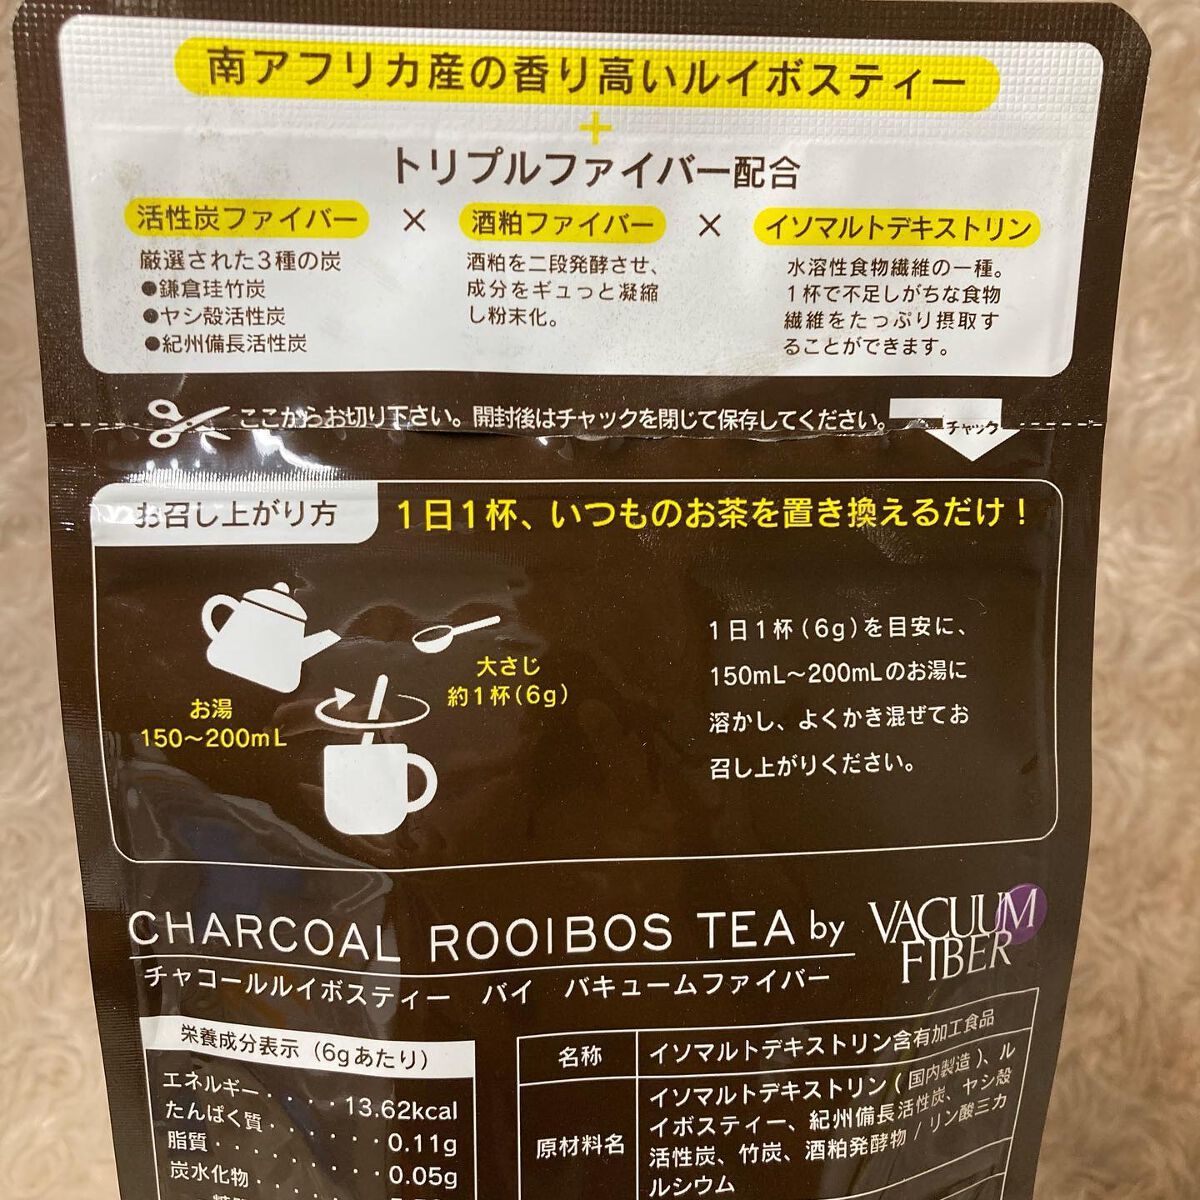 南アフリカ産の香り高いルイボスティー
+
トリプルファイバー配合
活性炭ファイバー × 酒粕ファイバー × イソマルトデキストリン
厳選された3種の炭
●鎌倉珪竹炭
●ヤシ殻活性炭
●紀州備長活性炭
酒粕を二段発酵させ、
成分をギュっと凝縮
し粉末化。
水溶性食物繊維の一種。
1杯で不足しがちな食物
繊維をたっぷり摂取す
ることができます。
ここからお切り下さい。開封後はチャックを閉じて保存してください。
チャック
お召し上がり方
1日1杯、いつものお茶を置き換えるだけ!
お湯
150〜200mL
大さじ
約1杯(6g)
1日1杯(6g)を目安に、
150mL〜200mLのお湯に
溶かし、よくかき混ぜてお
召し上がりください。
CHARCOAL ROOIBOS TEA by
VACUUM
FIBER
チャコールルイボスティー バイ バキュームファイバー
栄養成分表示(6gあたり)
エネルギー....13.62kcal
たんぱく質......0.11g
脂質.........0.05g
炭水化物
名称 イソマルトデキストリン含有加工食品
原材料名
イソマルトデキストリン(国内製造)、ル
イボスティー、紀州備長活性炭、ヤシ殻
活性炭、竹炭、酒粕発酵物/リン酸三カ
ルシウム